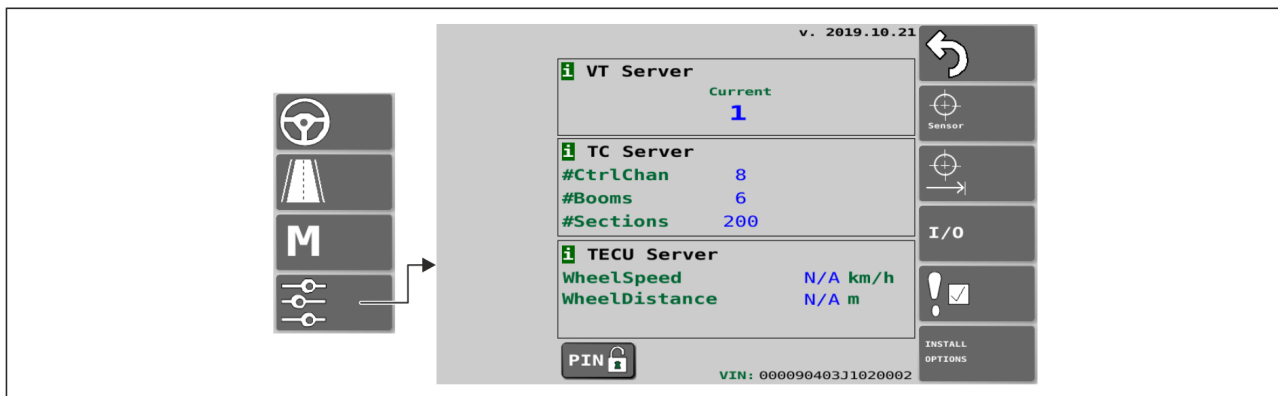 v. 2019.10.21
i VT Server
Current
1
Sensor
i TC Server
#CtrlChan 8
#Booms 6
#Sections 200
M
I/O
i TECU Server
WheelSpeed N/A km/h
WheelDistance N/A m
INSTALL
OPTIONS
PIN
VIN: 000090403J1020002